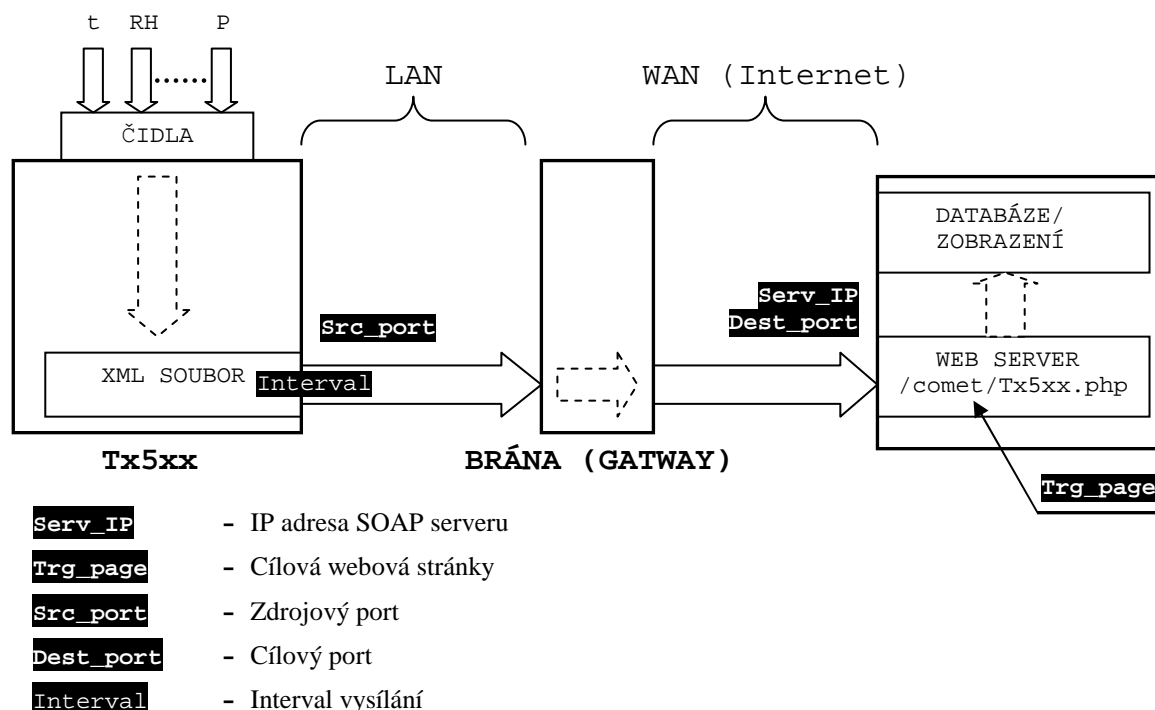 t RH P
LAN
WAN (Internet)
ČIDLA
DATABÁZE/
ZOBRAZENÍ
Serv_IP
Dest_port
Src_port
XML SOUBOR
Interval
WEB SERVER
/comet/Tx5xx.php
Tx5xx
BRÁNA (GATWAY)
Trg_page
Serv_IP - IP adresa SOAP serveru
Trg_page - Cílová webová stránky
Src_port - Zdrojový port
Dest_port - Cílový port
Interval - Interval vysílání